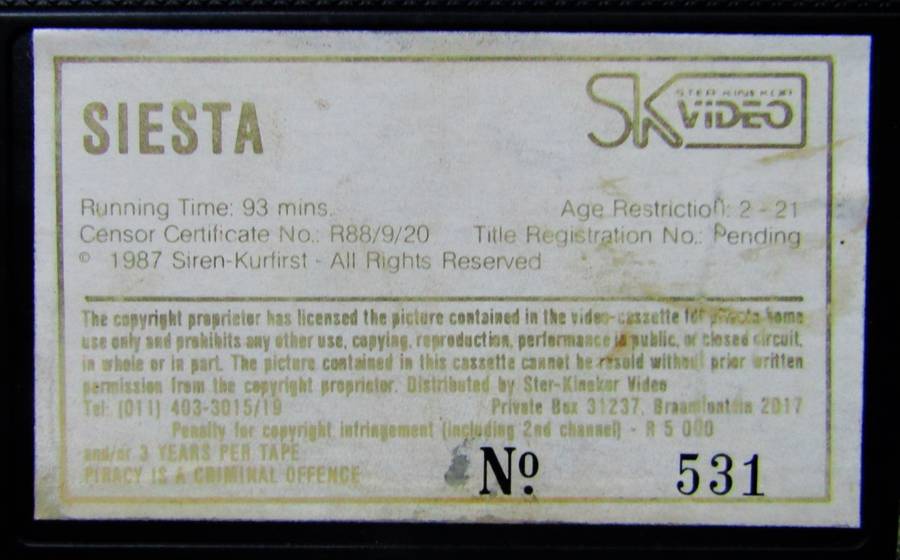 SIESTA
SK STER KINEKOR
VIDEO
Running Time: 93 mins. Age Restriction: 2 - 21
Censor Certificate No.: R88/9/20 Title Registration No.: Pending
© 1987 Siren-Kurfirst - All Rights Reserved
The copyright proprietor has licensed the picture contained in the video-cassette for private home
use only and prohibits any other use, copying, reproduction, performance in public, or closed circuit,
in whole or in part. The picture contained in this cassette cannot be resold without prior written
permission from the copyright proprietor. Distributed by Ster-Kinekor Video
Tel: (011) 403-3015/19 Private Box 31237, Braamfontein 2017
Penalty for copyright infringement (including 2nd channel) - R 5 000
and/or 3 YEARS PER TAPE
PIRACY IS A CRIMINAL OFFENCE
Nº. 531